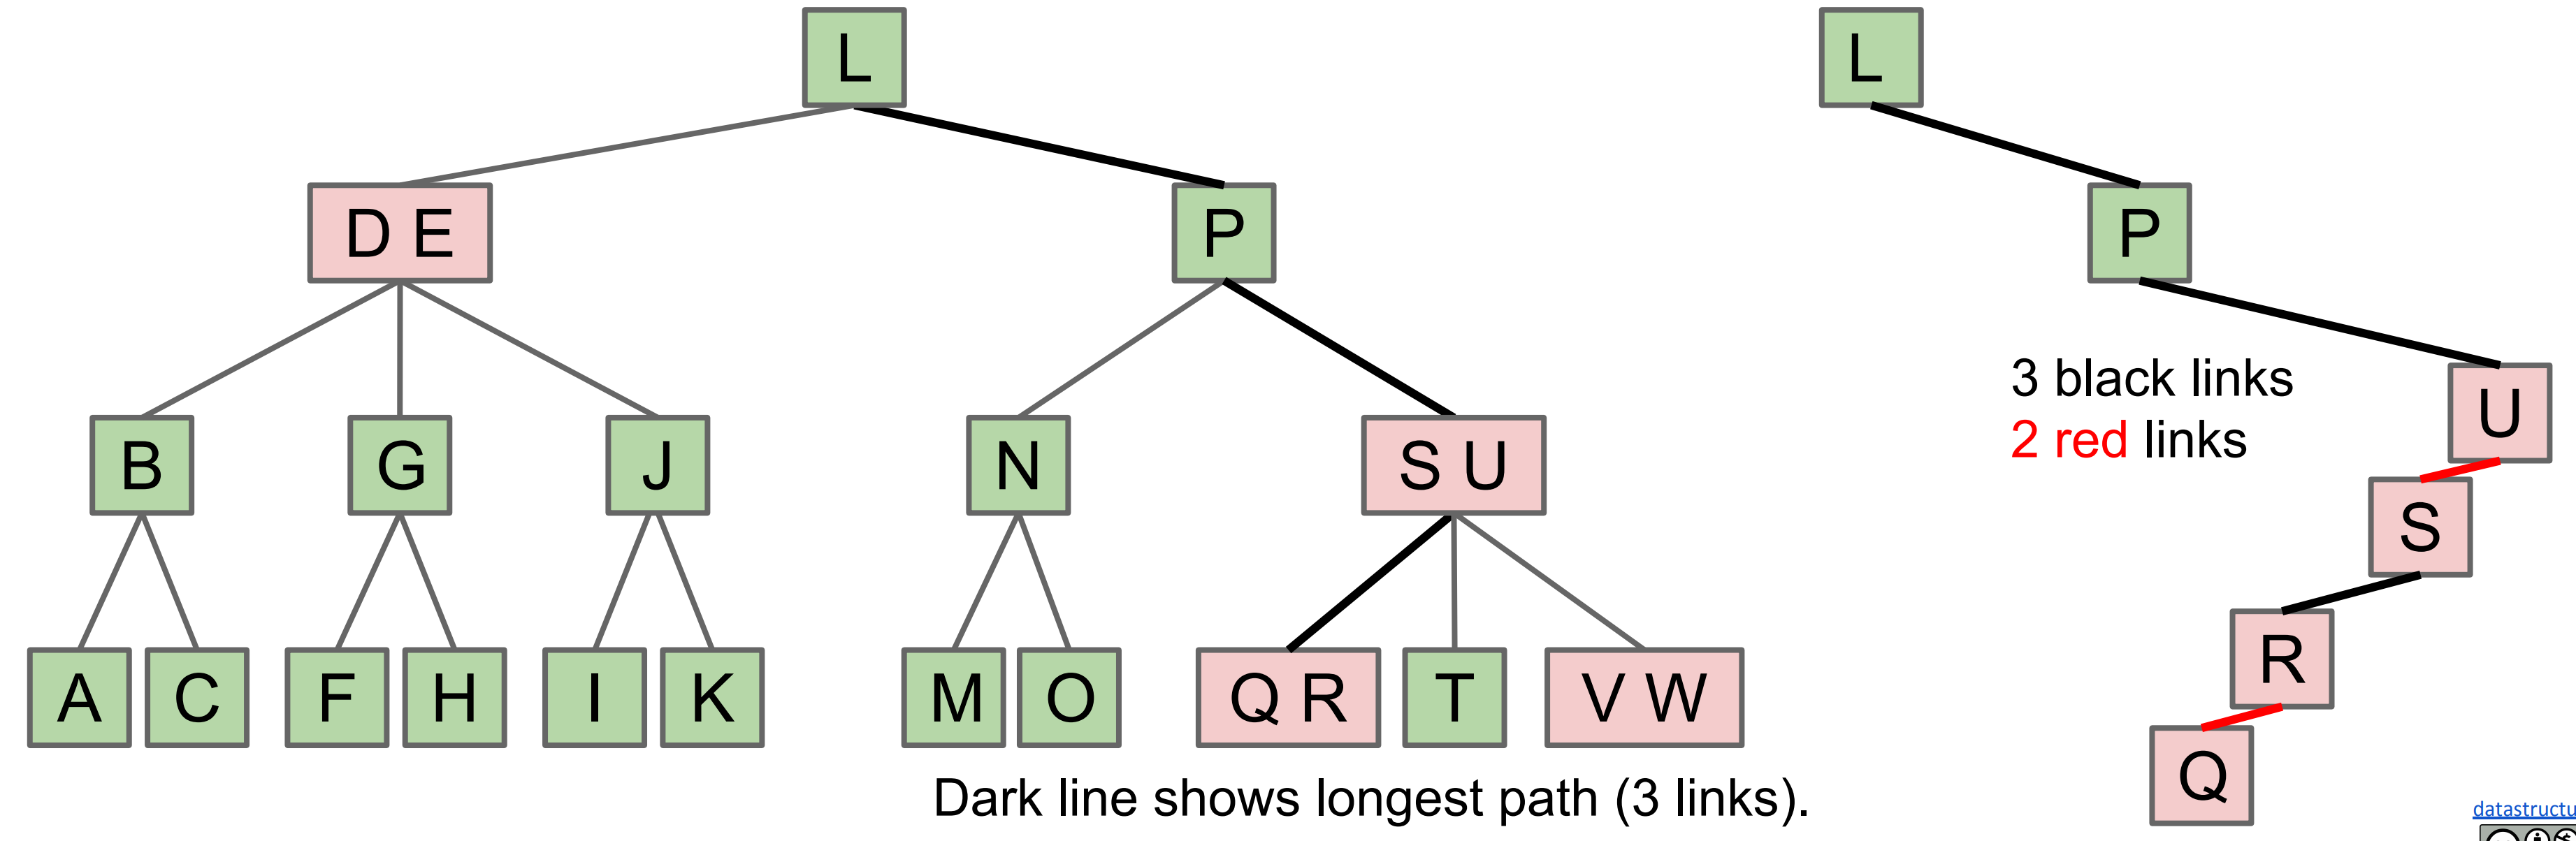 L
L
D E
P
P
3 black links
2 red links
U
B
G
J
N
S U
S
A
C
F
H
I
K
M
O
Q R
T
V W
R
Q
Dark line shows longest path (3 links).
datastructu